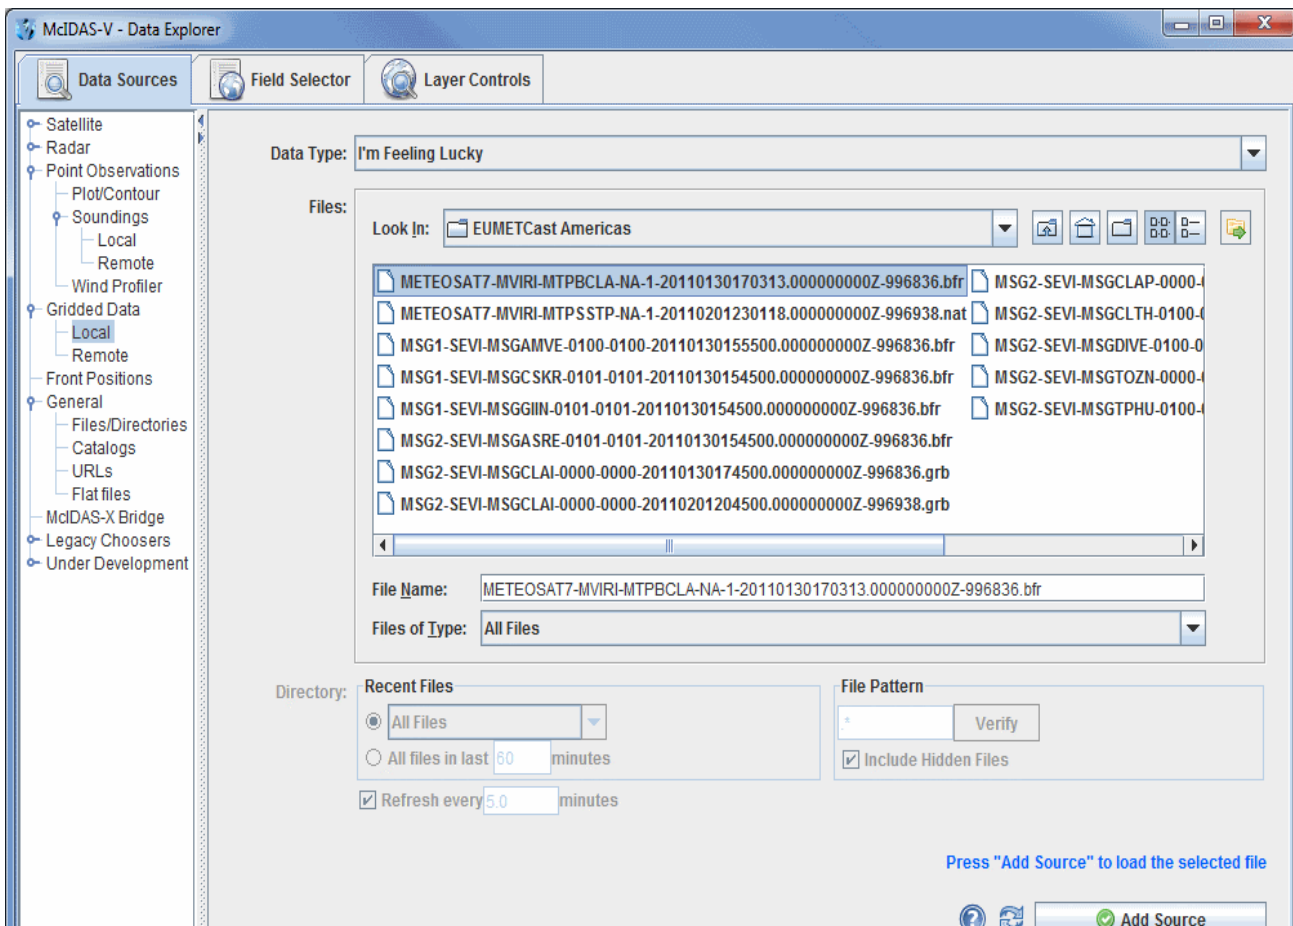 McIDAS-V - Data Explorer
Data Sources
Field Selector
Layer Controls
Satellite
Radar
Point Observations
Plot/Contour
Soundings
Local
Remote
Wind Profiler
Gridded Data
Local
Remote
Front Positions
General
Files/Directories
Catalogs
URLs
Flat files
McIDAS-X Bridge
Legacy Choosers
Under Development
Data Type: I'm Feeling Lucky
Files:
Look In: EUMETCast Americas
METEOSAT7-MVIRI-MTPBCLA-NA-1-20110130170313.000000000Z-996836.bfr
METEOSAT7-MVIRI-MTPSSTP-NA-1-20110201230118.000000000Z-996938.nat
MSG1-SEVI-MSGAMVE-0100-0100-20110130155500.000000000Z-996836.bfr
MSG1-SEVI-MSGCSKR-0101-0101-20110130154500.000000000Z-996836.bfr
MSG1-SEVI-MSGGIIN-0101-0101-20110130154500.000000000Z-996836.bfr
MSG2-SEVI-MSGASRE-0101-0101-20110130154500.000000000Z-996836.bfr
MSG2-SEVI-MSGCLAI-0000-0000-20110130174500.000000000Z-996836.grb
MSG2-SEVI-MSGCLAI-0000-0000-20110201204500.000000000Z-996938.grb
MSG2-SEVI-MSGCLAP-0000-
MSG2-SEVI-MSGCLTH-0100-0
MSG2-SEVI-MSGDIVE-0100-0
MSG2-SEVI-MSGTOZN-0000-
MSG2-SEVI-MSGTPHU-0100-
File Name: METEOSAT7-MVIRI-MTPBCLA-NA-1-20110130170313.000000000Z-996836.bfr
Files of Type: All Files
Directory:
Recent Files
All Files
All files in last 60 minutes
File Pattern
.* Verify
Include Hidden Files
Refresh every 5.0 minutes
Press "Add Source" to load the selected file
Add Source